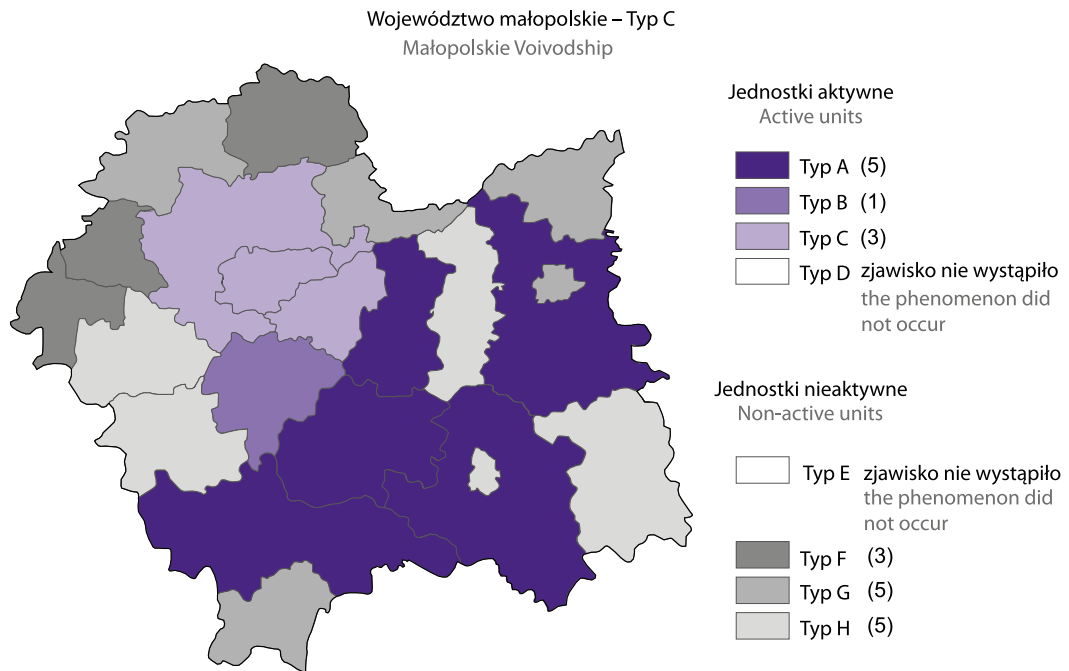 Województwo małopolskie – Typ C
Małopolskie Voivodship
Jednostki aktywne
Active units
Typ A (5)
Typ B (1)
Typ C (3)
Typ D zjawisko nie wystąpiło
the phenomenon did
not occur
Jednostki nieaktywne
Non-active units
Typ E zjawisko nie wystąpiło
the phenomenon did
not occur
Typ F (3)
Typ G (5)
Typ H (5)